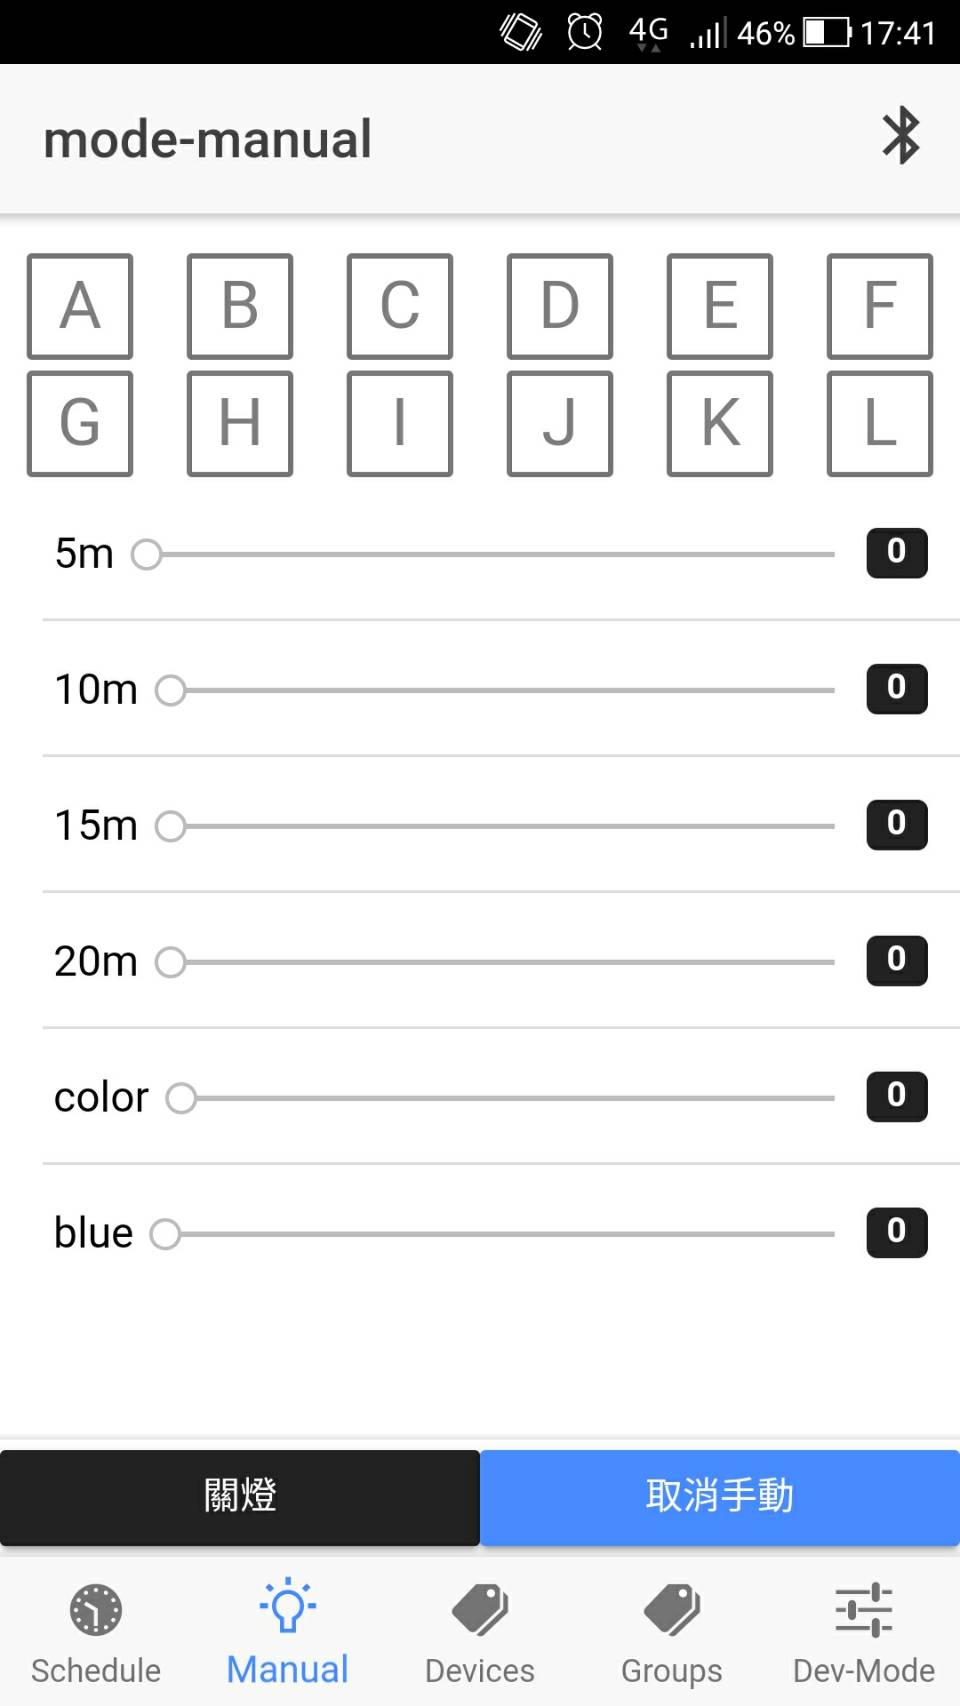 4G 46% 17:41
mode-manual
A B C D E F
G H I J K L
5m 0
10m 0
15m 0
20m 0
color 0
blue 0
關燈 取消手動
Schedule Manual Devices Groups Dev-Mode